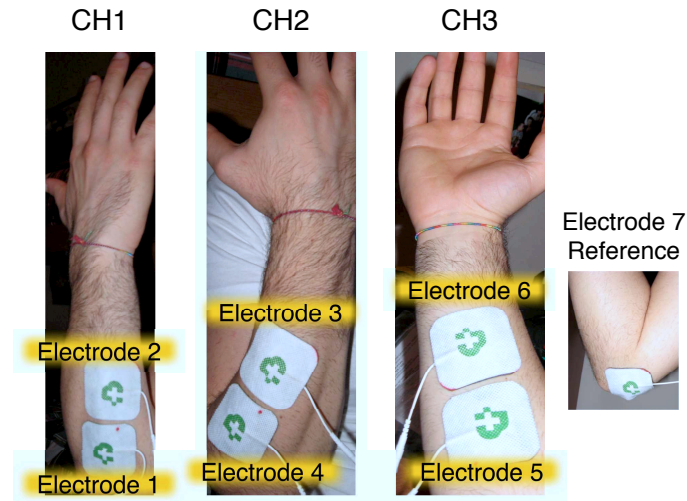 CH1
CH2
CH3
Electrode 7
Reference
Electrode 6
Electrode 3
Electrode 2
Electrode 1
Electrode 4
Electrode 5